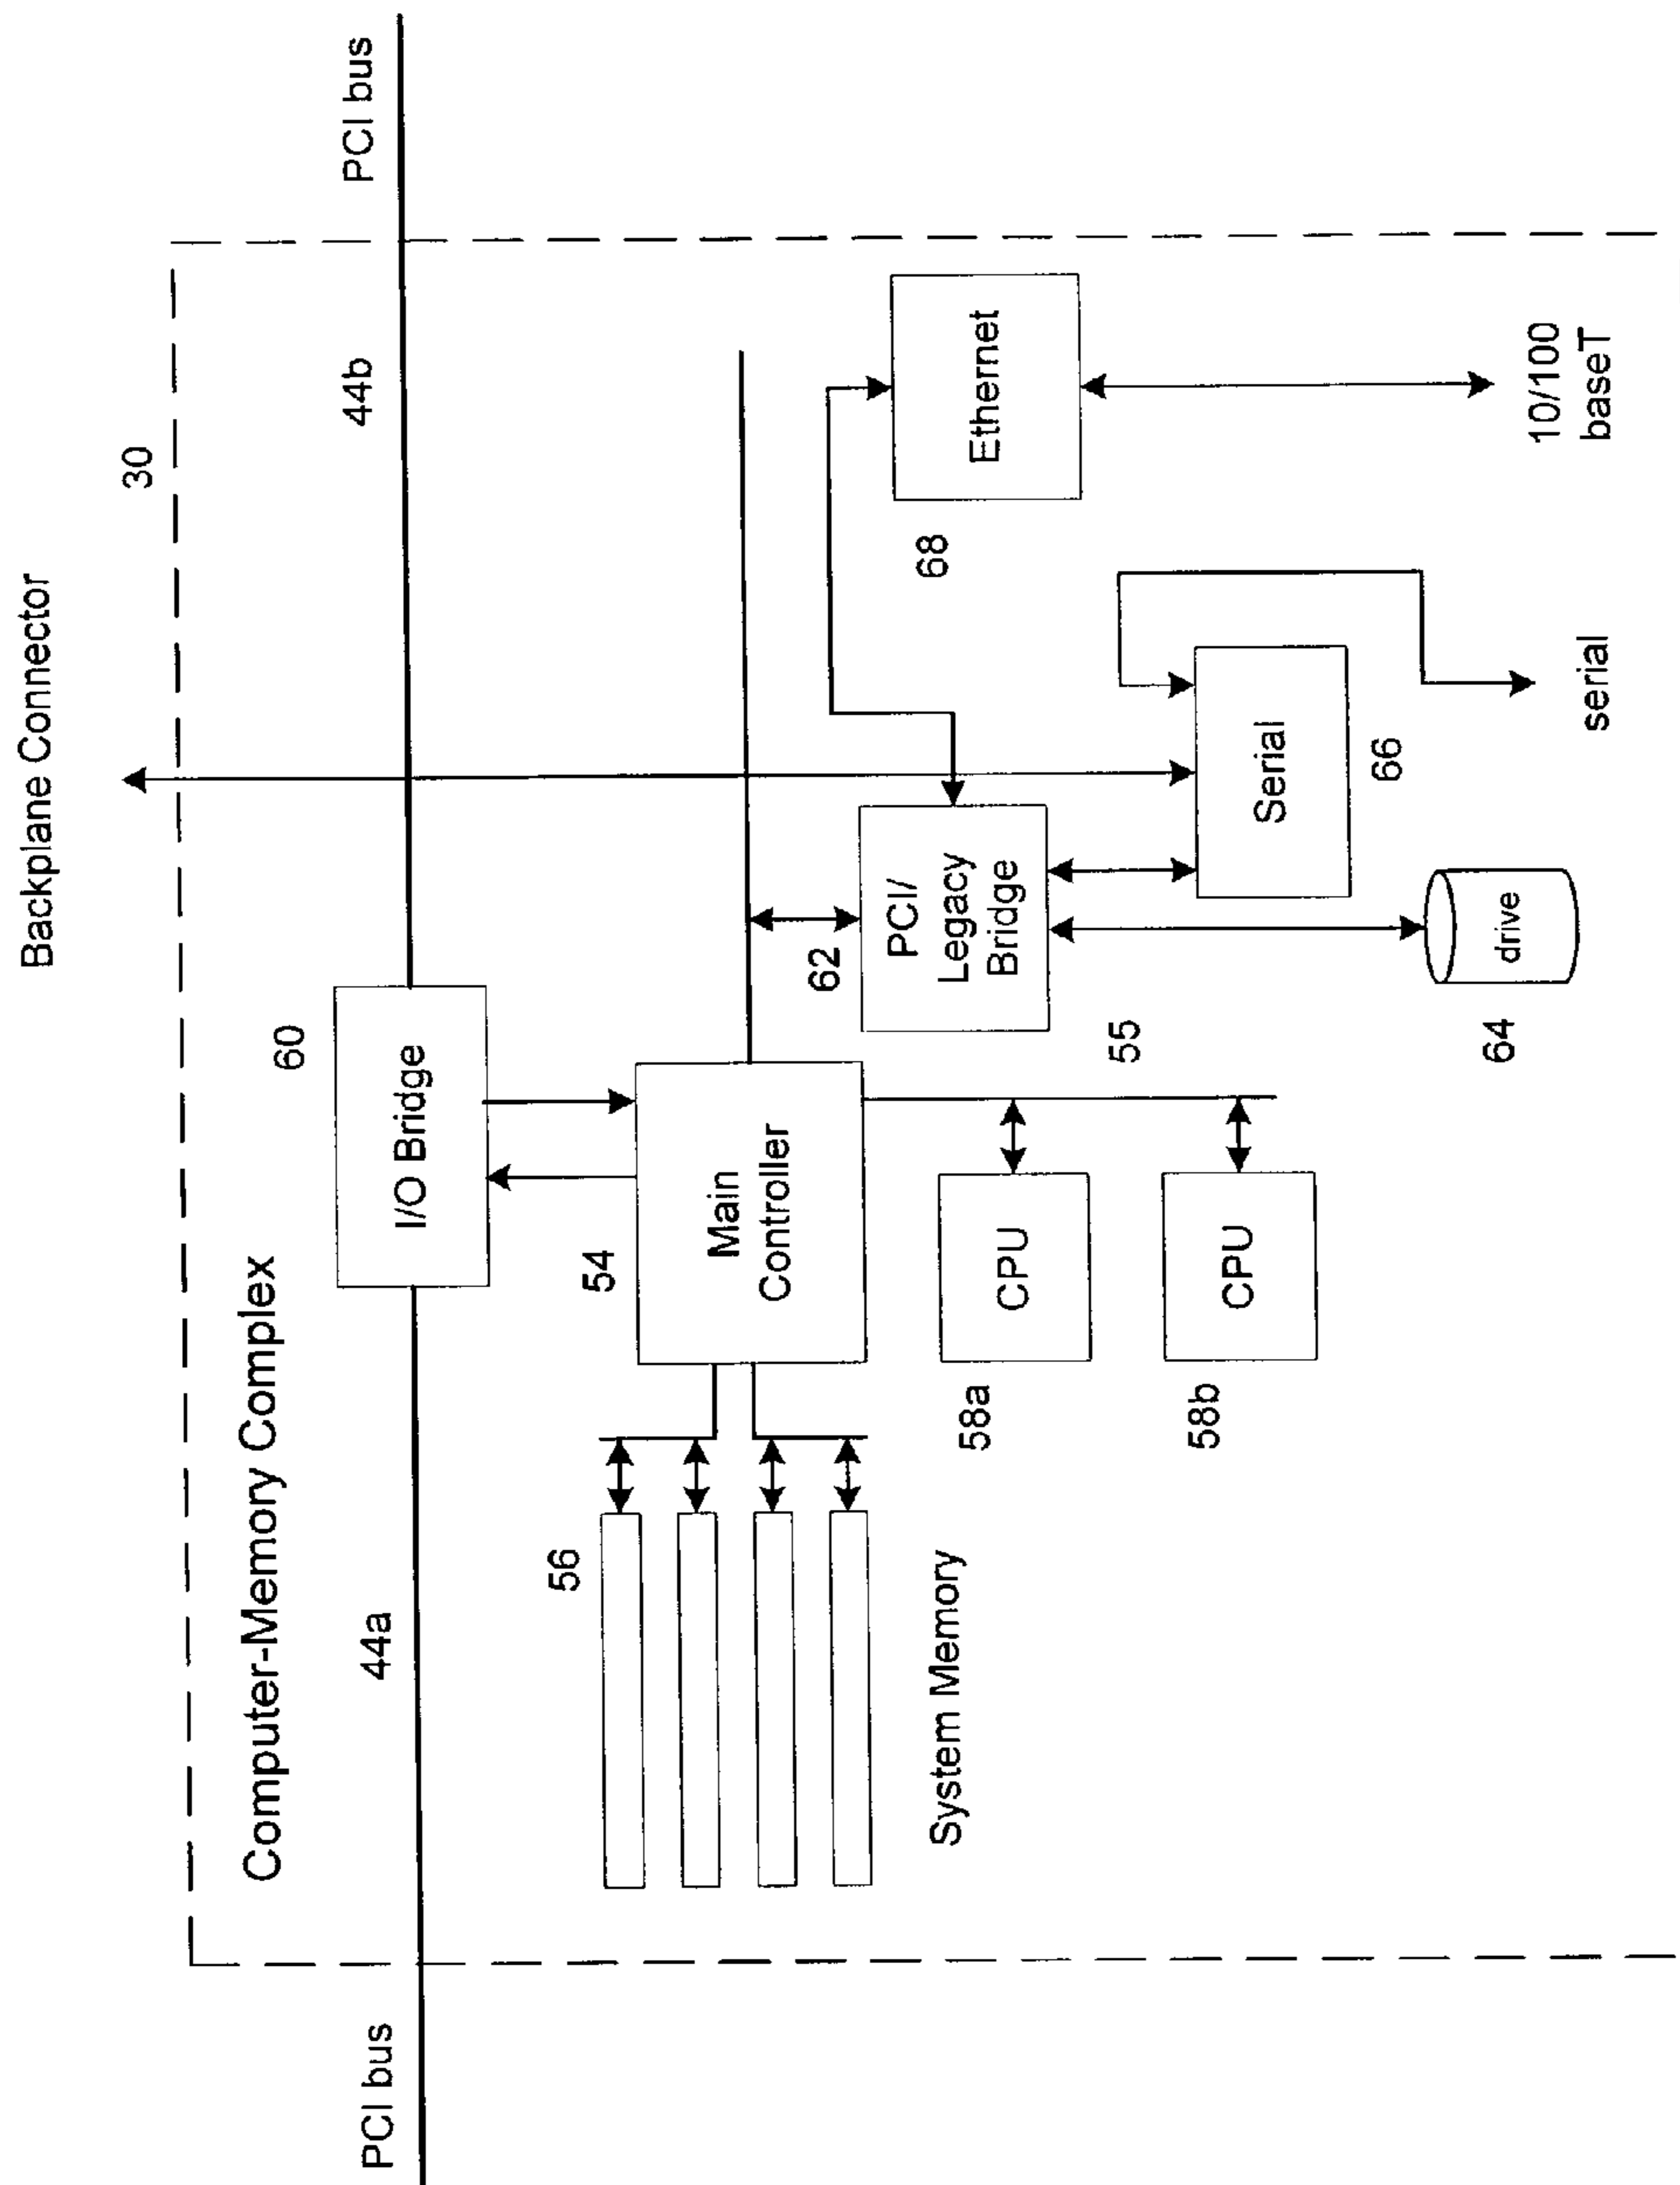 Backplane Connector
30
PCI bus
44a
44b
PCI bus
Computer-Memory Complex
60
I/O Bridge
54
56
Main
Controller
System Memory
58a
CPU
58b
CPU
62
PCI/
Legacy
Bridge
55
68
Ethernet
Serial
66
64
drive
serial
10/100
baseT